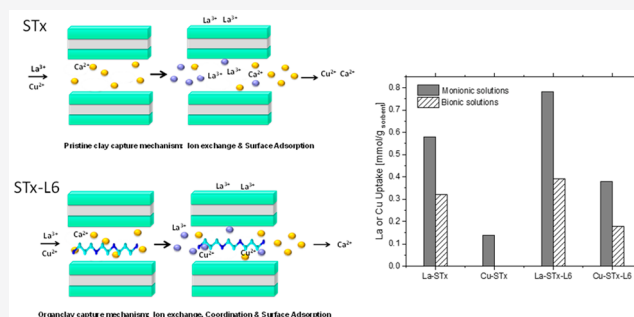 STx
La³⁺ La³⁺
La³⁺
Ca²⁺
La³⁺ La³⁺ Ca²⁺
Cu²⁺
Cu²⁺ Ca²⁺
Pristine clay capture mechanism: Ion exchange & Surface Adsorption
STx-L6
La³⁺ La³⁺
La³⁺ Ca²⁺ La³⁺
Cu²⁺ Cu²⁺ Cu²⁺ Ca²⁺
Organclay capture mechanism: Ion exchange, Coordination & Surface Adsorption
La or Cu Uptake [mmol/g sorbent]
Monionic solutions
Bionic solutions
0.8
0.7
0.6
0.5
0.4
0.3
0.2
0.1
0.0
La-STx Cu-STx La-STx-L6 Cu-STx-L6